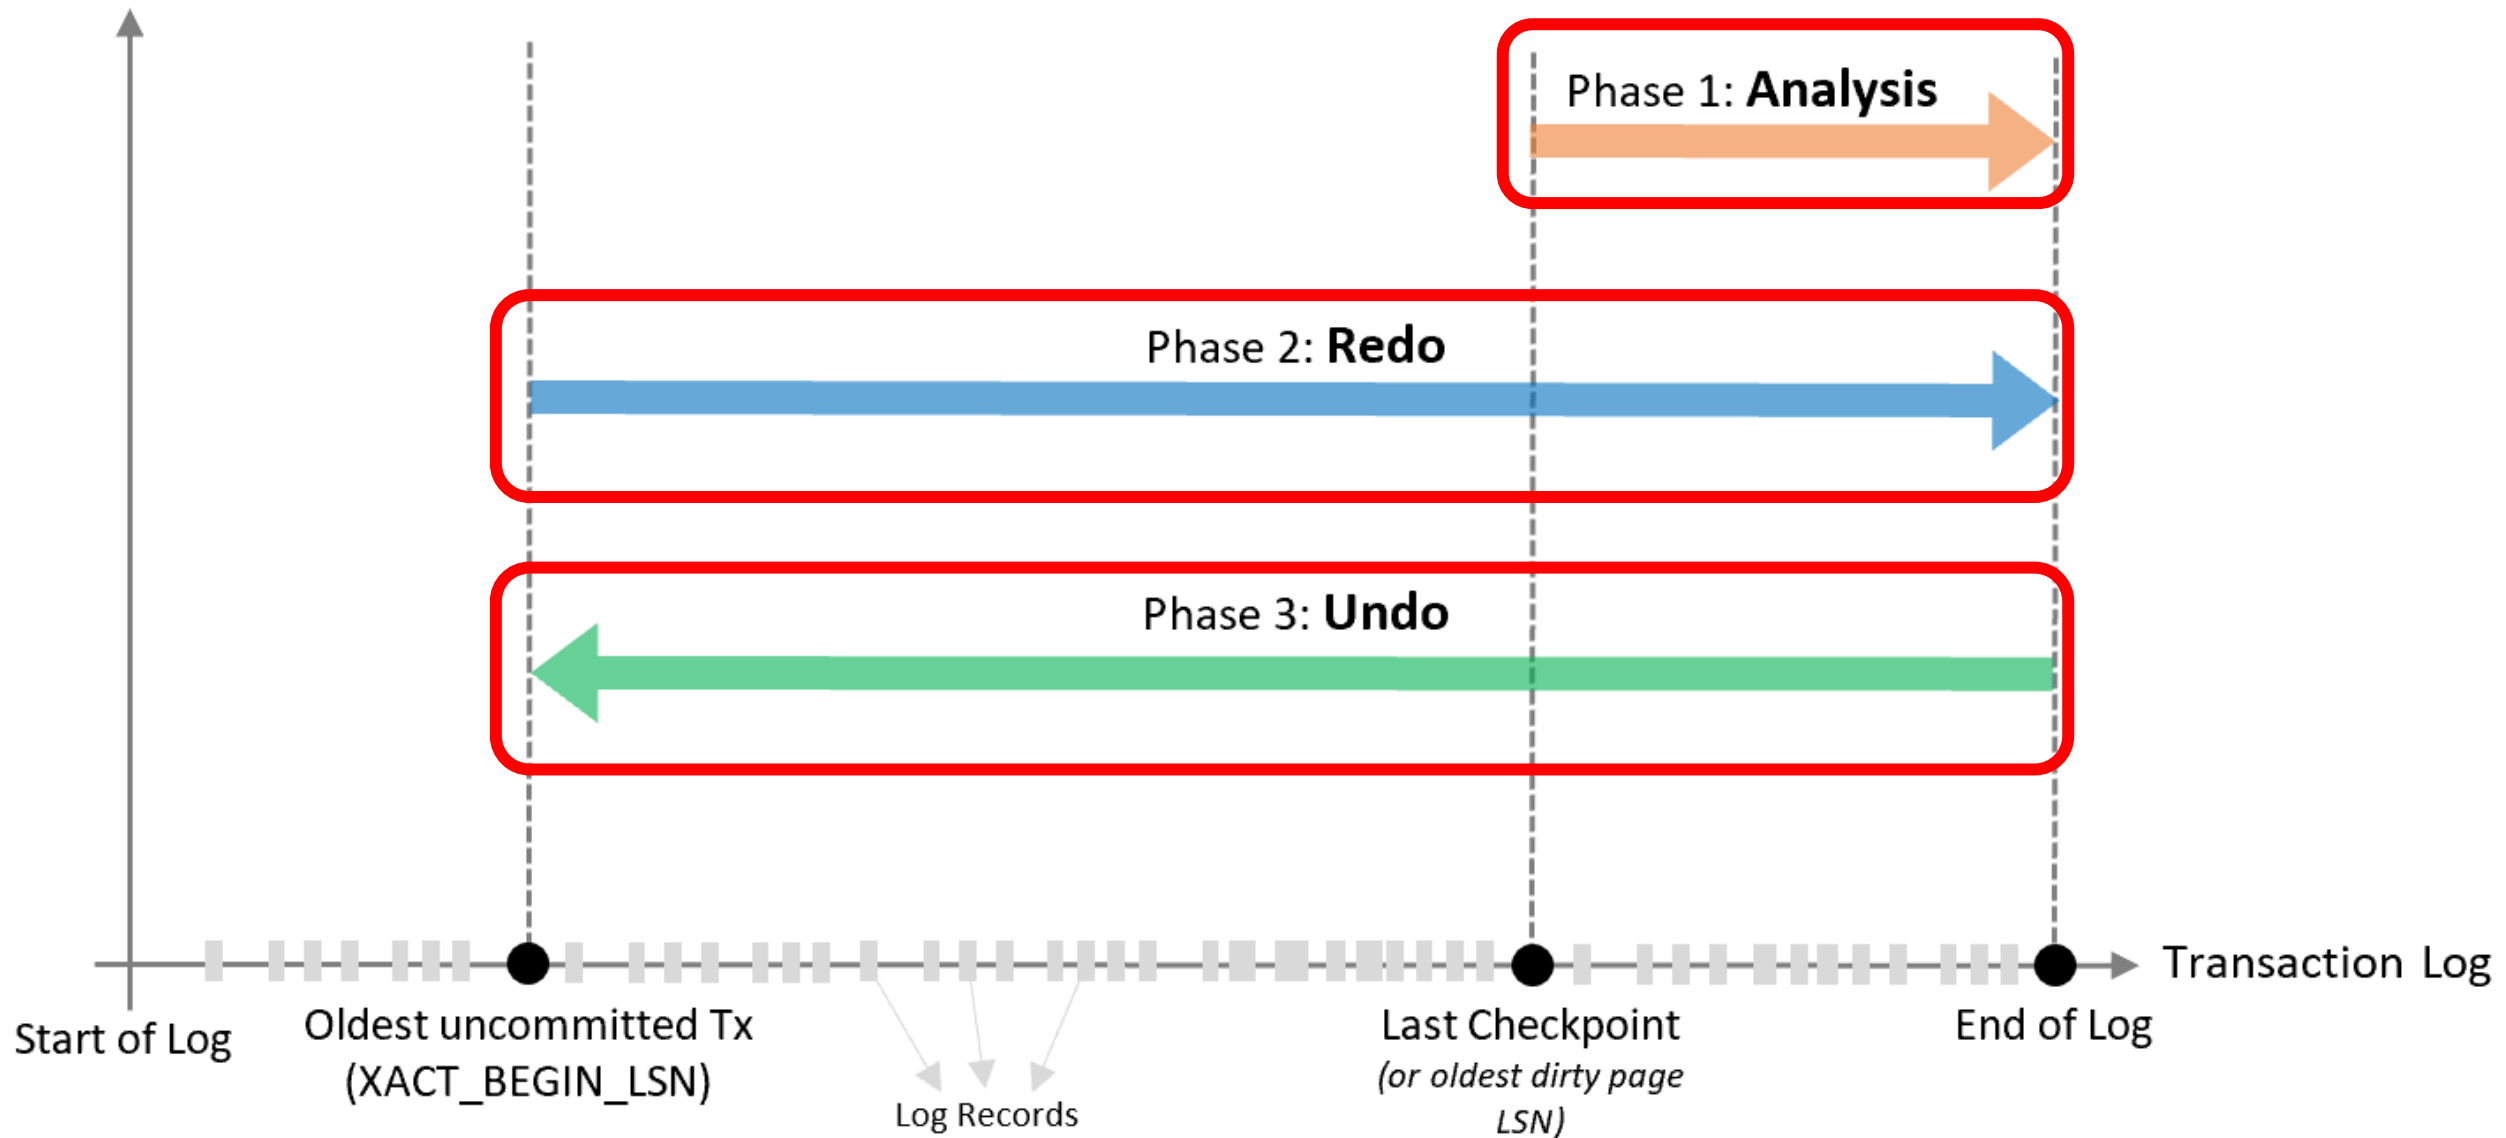 Phase 1: Analysis
Phase 2: Redo
Phase 3: Undo
Transaction Log
Start of Log
Oldest uncommitted Tx
(XACT_BEGIN_LSN)
Log Records
Last Checkpoint
(or oldest dirty page
LSN)
End of Log